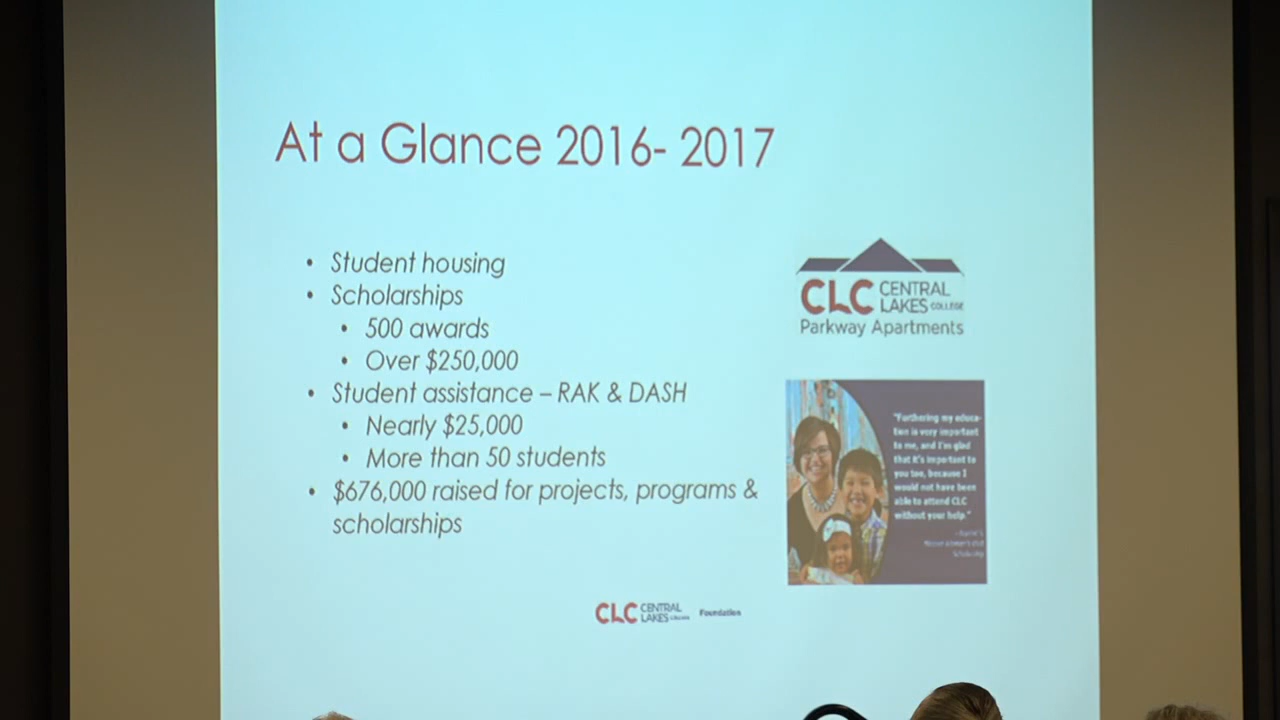 At a Glance 2016- 2017
• Student housing
• Scholarships
• 500 awards
• Over $250,000
• Student assistance – RAK & DASH
• Nearly $25,000
• More than 50 students
• $676,000 raised for projects, programs &
scholarships
CLC CENTRAL
LAKES COLLEGE
Parkway Apartments
"Furthering my educa-
tion is very important
to me, and I'm glad
that it's important to
you too, because I
would not have been
able to attend CLC
without your help."
Scholarship
CLC CENTRAL
LAKES COLLEGE
Foundation